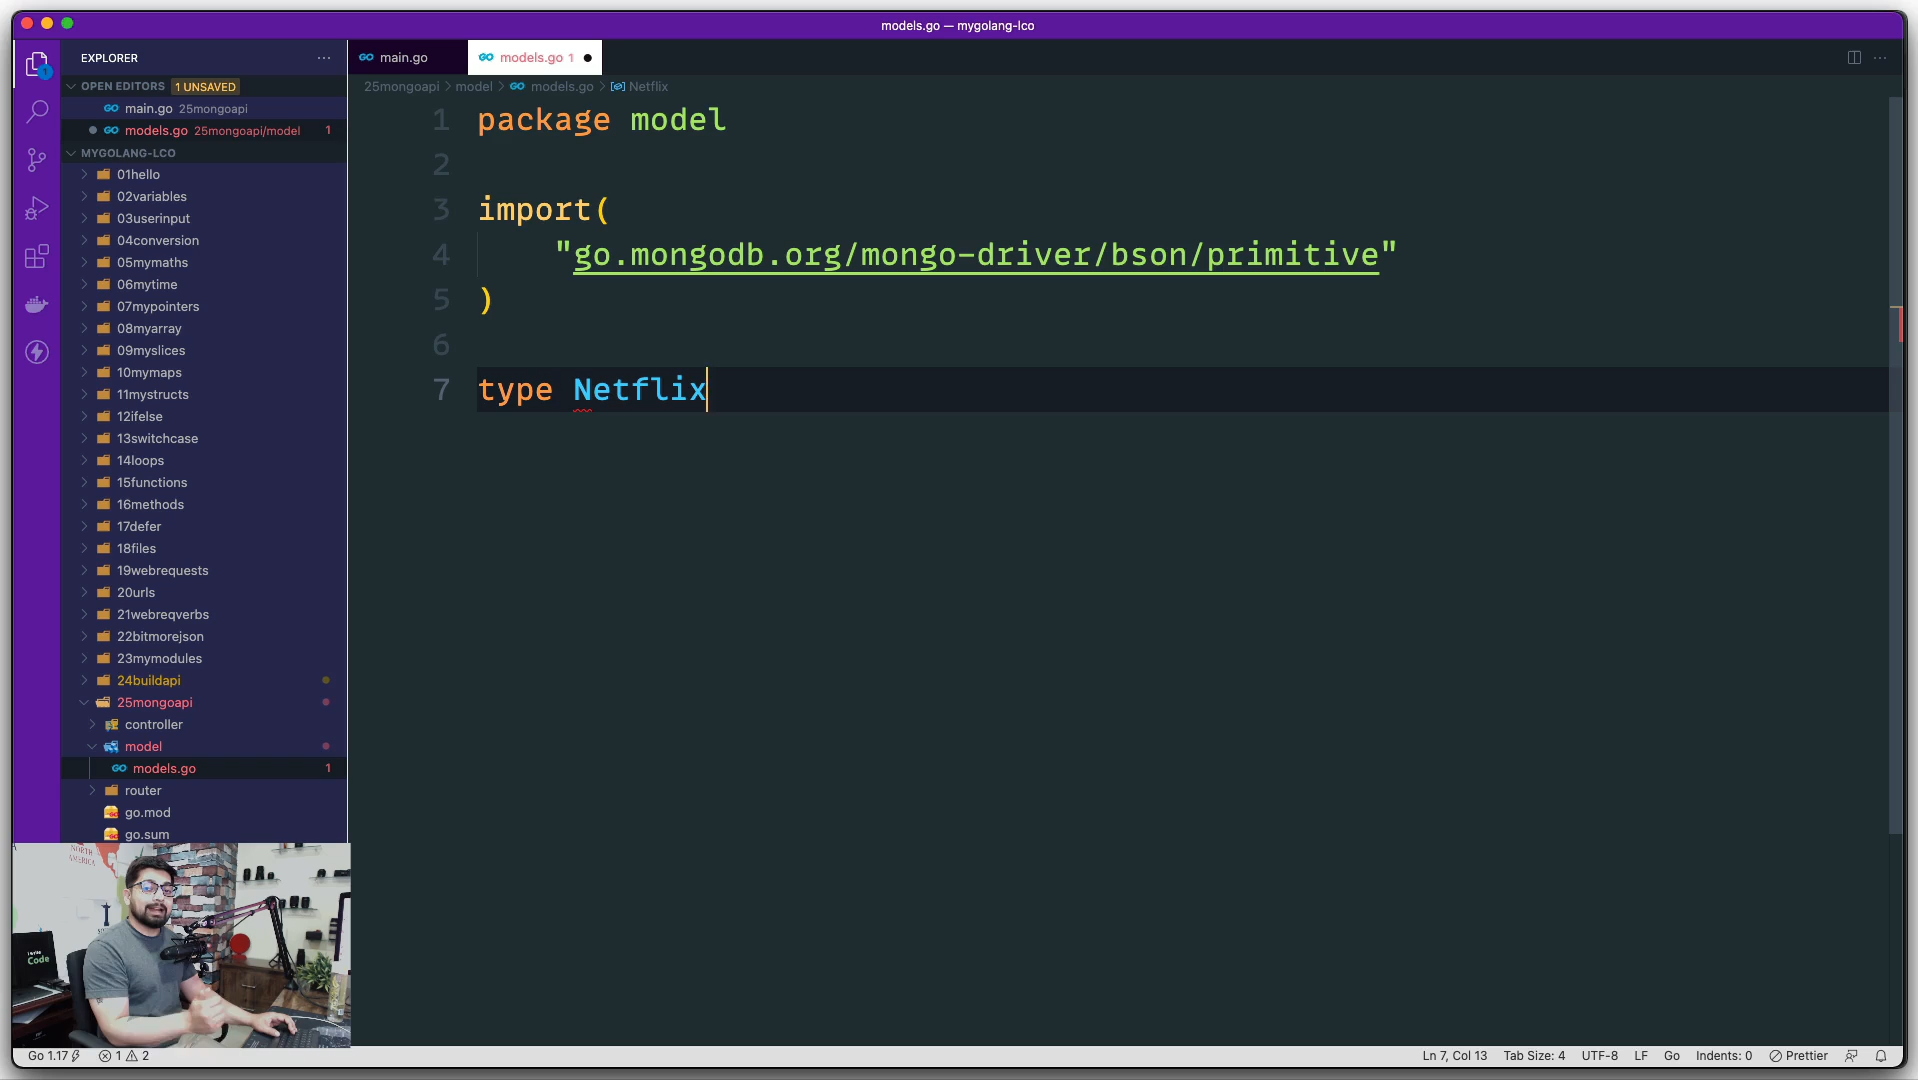 models.go — mygolang-lco
EXPLORER
OPEN EDITORS 1 UNSAVED
main.go 25mongoapi
models.go 25mongoapi/model 1
MYGOLANG-LCO
01hello
02variables
03userinput
04conversion
05mymaths
06mytime
07mypointers
08myarray
09myslices
10mymaps
11mystructs
12ifelse
13switchcase
14loops
15functions
16methods
17defer
18files
19webrequests
20urls
21webreqverbs
22bitmorejson
23mymodules
24buildapi
25mongoapi
controller
model
models.go 1
router
go.mod
go.sum
main.go
models.go 1
25mongoapi > model > models.go > Netflix
1 package model
2
3 import(
4 "go.mongodb.org/mongo-driver/bson/primitive"
5 )
6
7 type Netflix
NORTH
AMERICA
I write
Code
Go 1.17
1 2
Ln 7, Col 13 Tab Size: 4 UTF-8 LF Go Indents: 0 Prettier